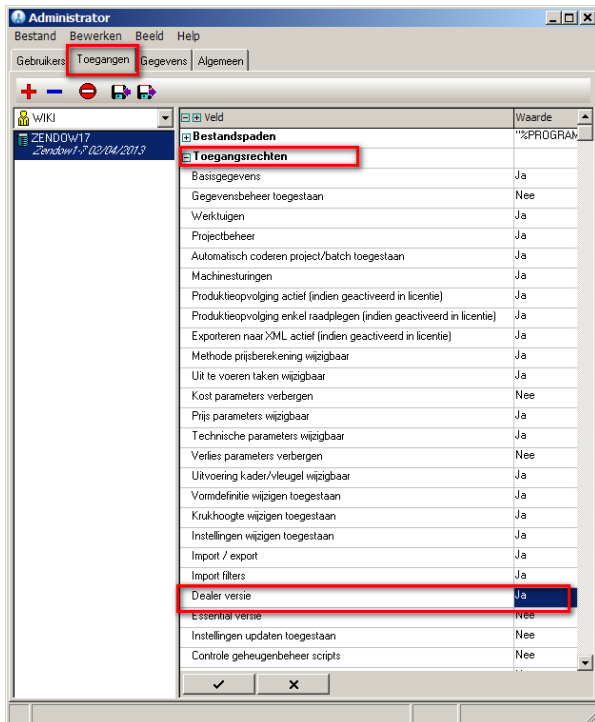 Administrator
Bestand Bewerken Beeld Help
Gebruikers Toegangen Gegevens Algemeen
WIKI
ZENDOW17
Zendow1-7 02/04/2013
Veld Waarde
Bestandspaden "%PROGRAM
Toegangsrechten
Basisgegevens Ja
Gegevensbeheer toegestaan Nee
Werktuigen Ja
Projectbeheer Ja
Automatisch coderen project/batch toegestaan Ja
Machinesturingen Ja
Produktieopvolging actief (indien geactiveerd in licentie) Ja
Produktieopvolging enkel raadplegen (indien geactiveerd in licentie) Ja
Exporteren naar XML actief (indien geactiveerd in licentie) Ja
Methode prijsberekening wijzigbaar Ja
Uit te voeren taken wijzigbaar Ja
Kost parameters verbergen Nee
Prijs parameters wijzigbaar Ja
Technische parameters wijzigbaar Ja
Verlies parameters verbergen Nee
Uitvoering kader/vleugel wijzigbaar Ja
Vormdefinitie wijzigen toegestaan Ja
Krukhoogte wijzigen toegestaan Ja
Instellingen wijzigen toegestaan Ja
Import / export Ja
Import filters Ja
Dealer versie Ja
Essential versie Nee
Instellingen updaten toegestaan Nee
Controle geheugenbeheer scripts Nee